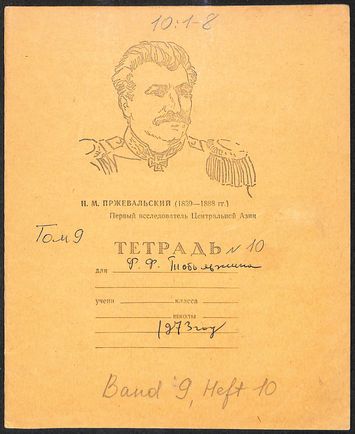 10:1-8
Н. М. ПРЖЕВАЛЬСКИЙ (1839—1888 гг.)
Первый исследователь Центральной Азии
Том 9
ТЕТРАДЬ № 10
для Ф. Ф.
учени класса
школы
1973 год
Band 9, Heft 10